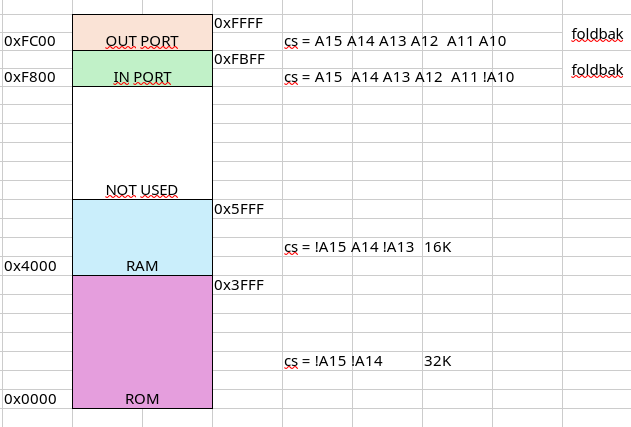 0xFFFF
foldbak
0xFC00 OUT PORT cs = A15 A14 A13 A12 A11 A10
0xFBFF
foldbak
0xF800 IN PORT cs = A15 A14 A13 A12 A11 !A10
NOT USED
0x5FFF
cs = !A15 A14 !A13 16K
0x4000 RAM
0x3FFF
cs = !A15 !A14 32K
0x0000 ROM